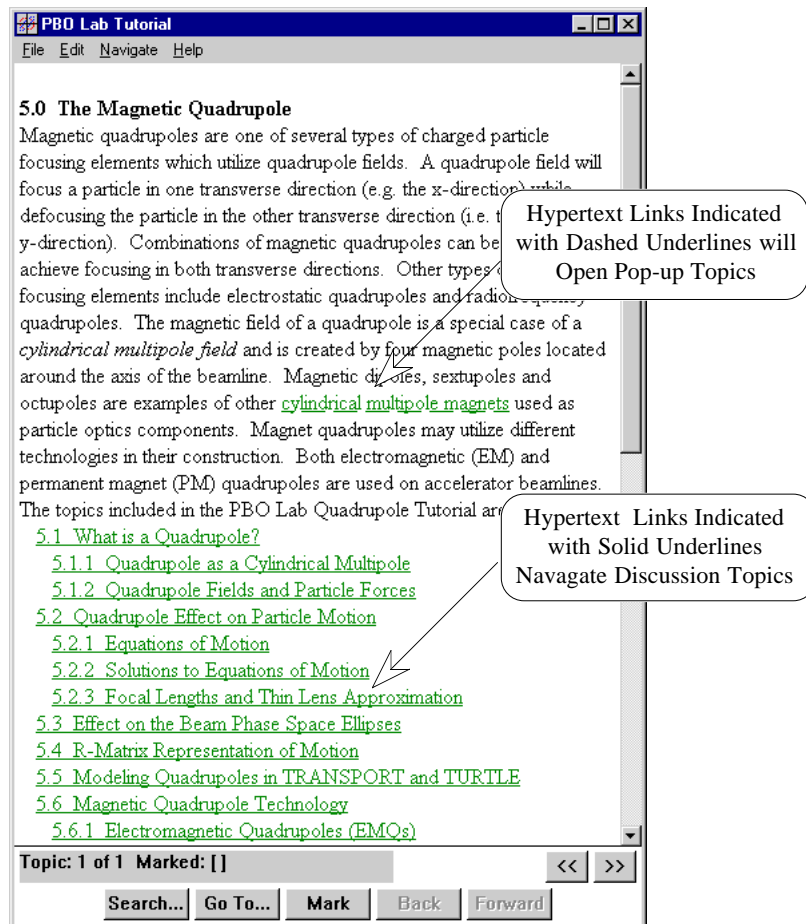 PBO Lab Tutorial
File Edit Navigate Help
5.0 The Magnetic Quadrupole
Magnetic quadrupoles are one of several types of charged particle
focusing elements which utilize quadrupole fields. A quadrupole field will
focus a particle in one transverse direction (e.g. the x-direction) while
defocusing the particle in the other transverse direction (i.e.
y-direction). Combinations of magnetic quadrupoles can be
achieve focusing in both transverse directions. Other types
focusing elements include electrostatic quadrupoles and radiofrequency
quadrupoles. The magnetic field of a quadrupole is a special case of a
cylindrical multipole field and is created by four magnetic poles located
around the axis of the beamline. Magnetic dipoles, sextupoles and
octupoles are examples of other cylindrical multipole magnets used as
particle optics components. Magnet quadrupoles may utilize different
technologies in their construction. Both electromagnetic (EM) and
permanent magnet (PM) quadrupoles are used on accelerator beamlines.
The topics included in the PBO Lab Quadrupole Tutorial are
5.1 What is a Quadrupole?
5.1.1 Quadrupole as a Cylindrical Multipole
5.1.2 Quadrupole Fields and Particle Forces
5.2 Quadrupole Effect on Particle Motion
5.2.1 Equations of Motion
5.2.2 Solutions to Equations of Motion
5.2.3 Focal Lengths and Thin Lens Approximation
5.3 Effect on the Beam Phase Space Ellipses
5.4 R-Matrix Representation of Motion
5.5 Modeling Quadrupoles in TRANSPORT and TURTLE
5.6 Magnetic Quadrupole Technology
5.6.1 Electromagnetic Quadrupoles (EMQs)
Topic: 1 of 1 Marked: [ ]
<< >>
Search... Go To... Mark Back Forward
Hypertext Links Indicated
with Dashed Underlines will
Open Pop-up Topics
Hypertext Links Indicated
with Solid Underlines
Navagate Discussion Topics